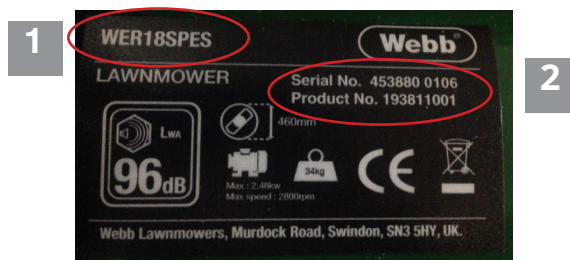 1
WER18SPES
Webb
LAWNMOWER
Serial No. 453880 0106
Product No. 193811001
2
460mm
LWA
96dB
34kg
CE
Max : 2.48kw
Max speed : 2800rpm
Webb Lawnmowers, Murdock Road, Swindon, SN3 5HY, UK.